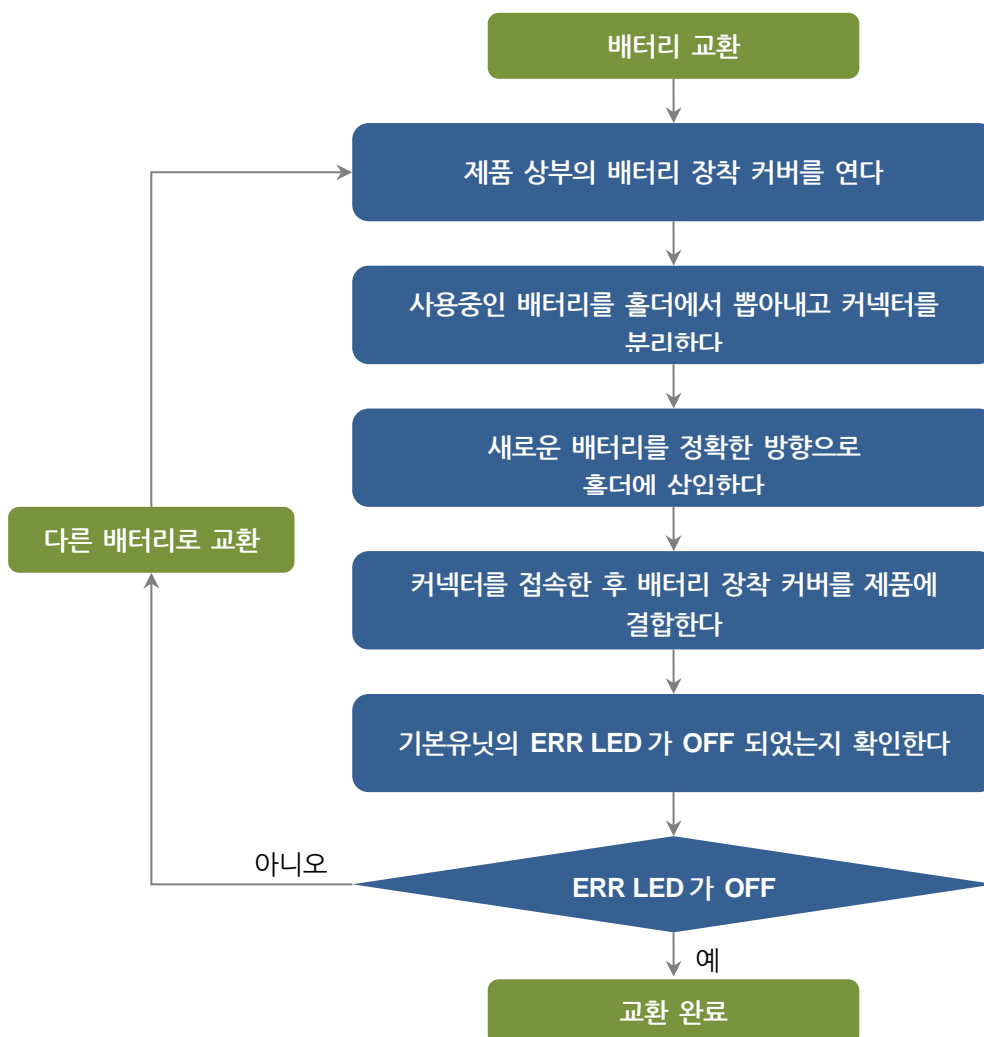 배터리 교환
제품 상부의 배터리 장착 커버를 연다
사용중인 배터리를 홀더에서 뽑아내고 커넥터를
분리한다
새로운 배터리를 정확한 방향으로
홀더에 삽입한다
다른 배터리로 교환
커넥터를 접속한 후 배터리 장착 커버를 제품에
결합한다
기본유닛의 ERR LED 가 OFF 되었는지 확인한다
아니오
ERR LED 가 OFF
예
교환 완료